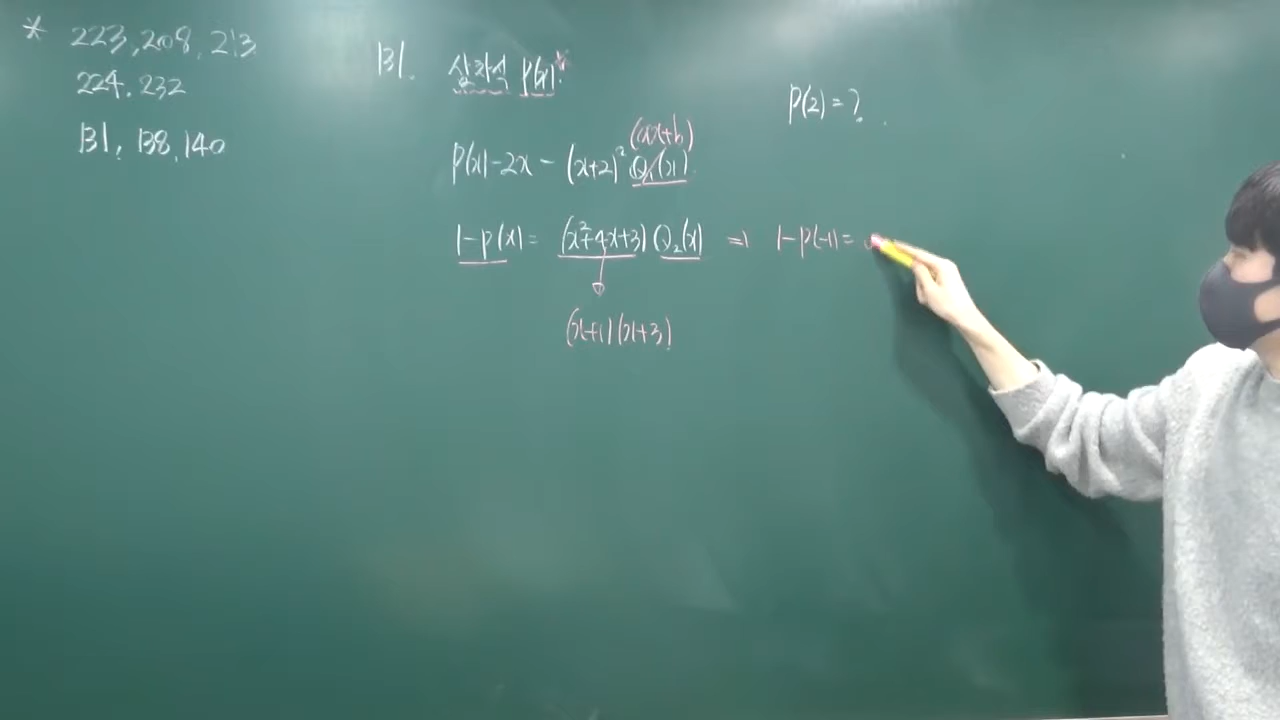 * 223, 208, 213
224. 232
131, 138, 140
131. 삼차식 P(x)
P(2) = ?
(ax+b)
P(x) - 2x - (x+2)² Q₁(x)
1 - P(x) = (x²+4x+3) Q₂(x) ⇒ 1 - P(-1) =
(x+1)(x+3)